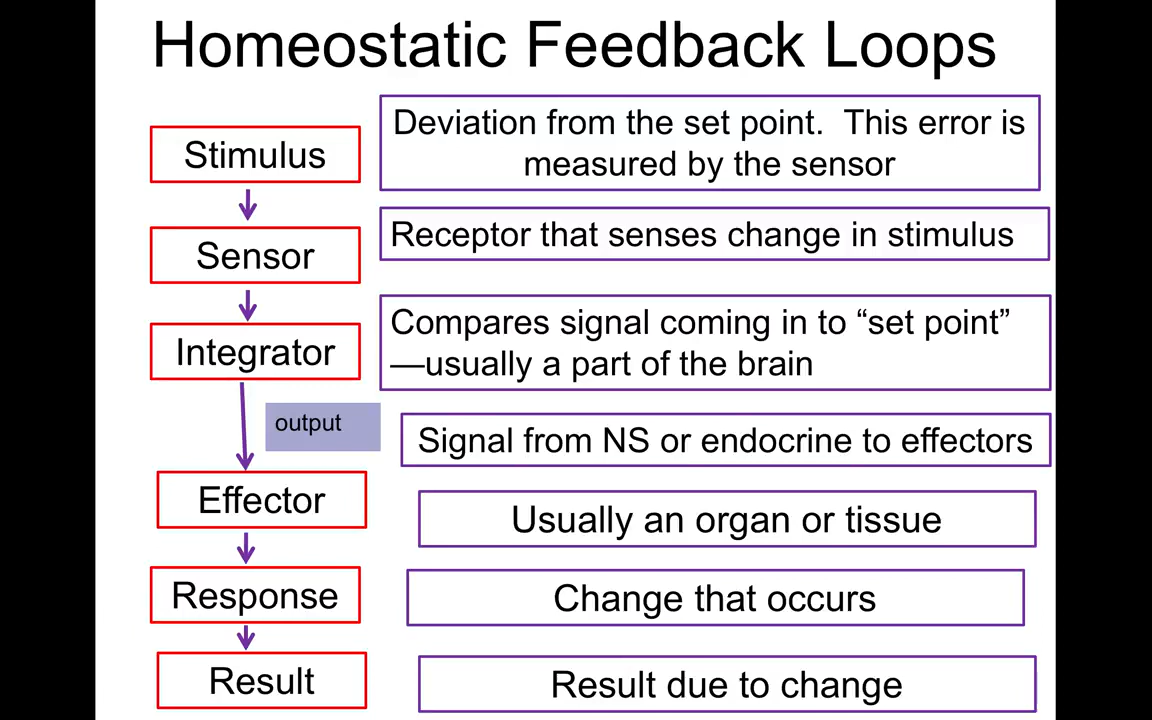 Homeostatic Feedback Loops
Stimulus
Deviation from the set point.  This error is
measured by the sensor
Sensor
Receptor that senses change in stimulus
Integrator
Compares signal coming in to “set point”
—usually a part of the brain
output
Signal from NS or endocrine to effectors
Effector
Usually an organ or tissue
Response
Change that occurs
Result
Result due to change